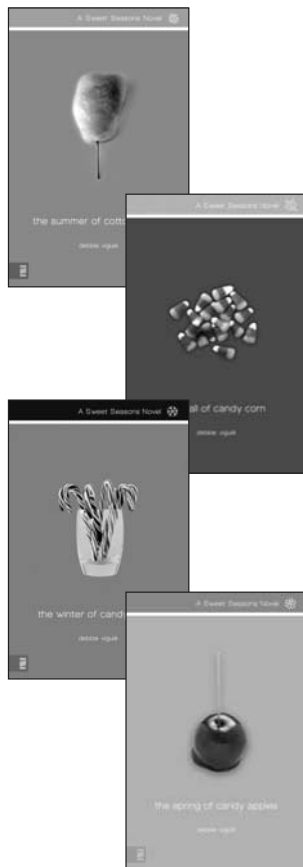 A Sweet Seasons Novel
the summer of cotto
debbie viguié
A Sweet Seasons Novel
all of candy corn
debbie viguié
A Sweet Seasons Novel
the winter of cand
debbie viguié
A Sweet Seasons Novel
the spring of candy apples
debbie viguié